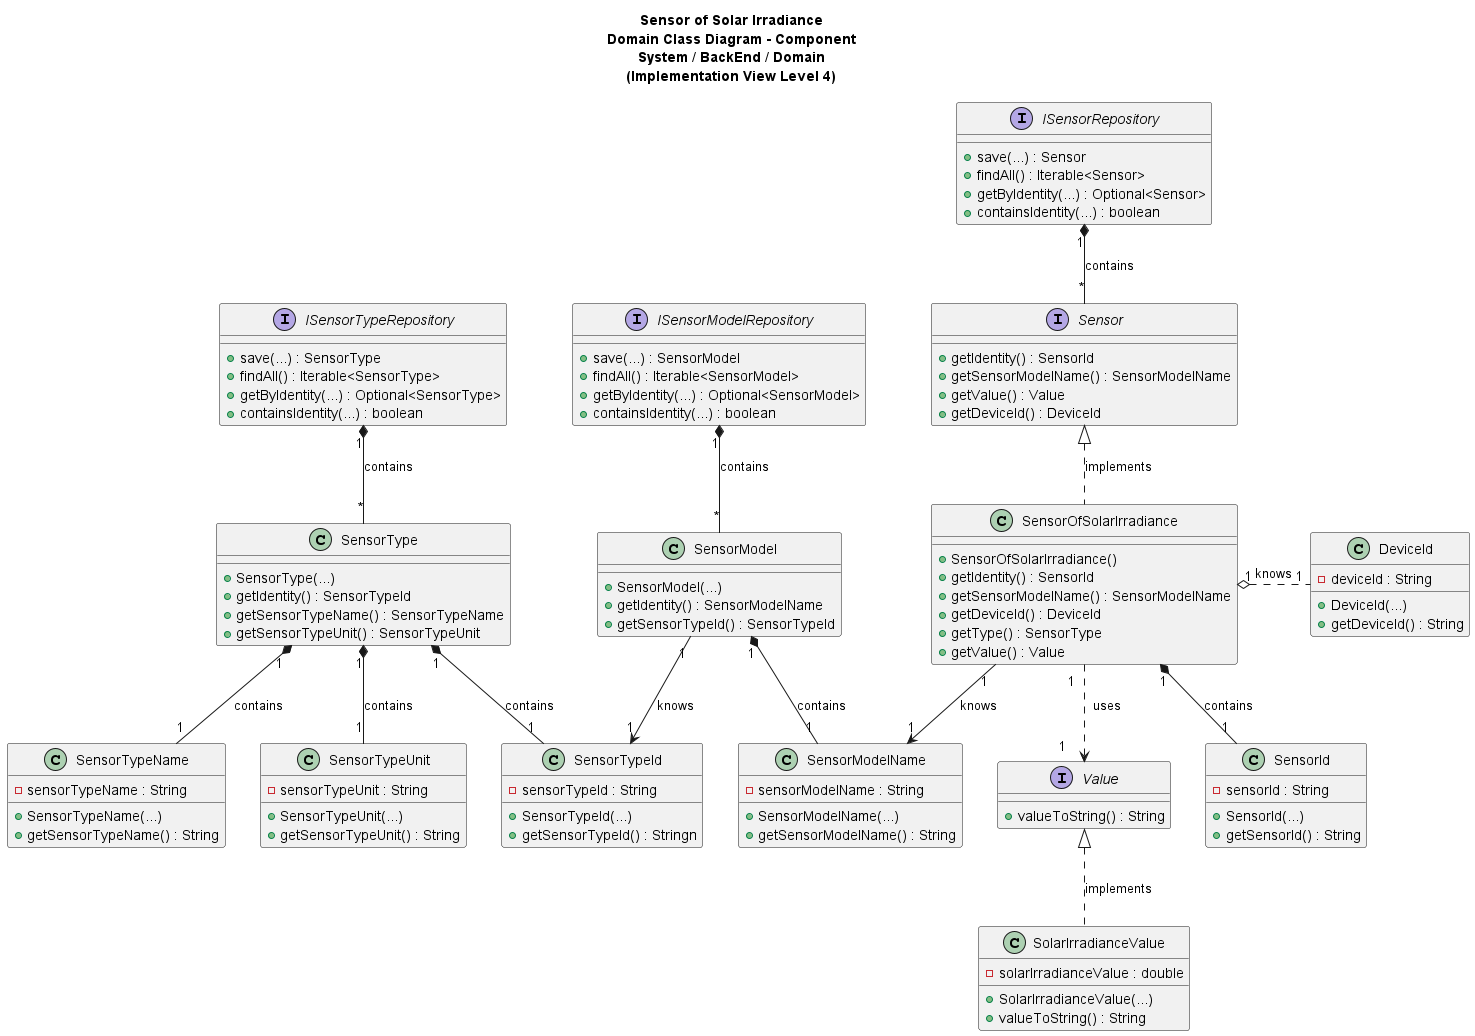 Sensor of Solar Irradiance
Domain Class Diagram - Component
System / BackEnd / Domain
(Implementation View Level 4)
I ISensorRepository
save(...) : Sensor
findAll() : Iterable<Sensor>
getByIdentity(...) : Optional<Sensor>
containsIdentity(...) : boolean
1
contains
*
I ISensorTypeRepository
save(...) : SensorType
findAll() : Iterable<SensorType>
getByIdentity(...) : Optional<SensorType>
containsIdentity(...) : boolean
1
contains
*
I ISensorModelRepository
save(...) : SensorModel
findAll() : Iterable<SensorModel>
getByIdentity(...) : Optional<SensorModel>
containsIdentity(...) : boolean
1
contains
*
I Sensor
getIdentity() : SensorId
getSensorModelName() : SensorModelName
getValue() : Value
getDeviceId() : DeviceId
implements
C SensorType
SensorType(...)
getIdentity() : SensorTypeId
getSensorTypeName() : SensorTypeName
getSensorTypeUnit() : SensorTypeUnit
C SensorModel
SensorModel(...)
getIdentity() : SensorModelName
getSensorTypeId() : SensorTypeId
C SensorOfSolarIrradiance
SensorOfSolarIrradiance()
getIdentity() : SensorId
getSensorModelName() : SensorModelName
getDeviceId() : DeviceId
getType() : SensorType
getValue() : Value
1 knows 1
C DeviceId
deviceId : String
DeviceId(...)
getDeviceId() : String
1 1 1 1 1 1 1 1
contains contains contains knows contains knows uses contains
1 1 1 1 1 1 1 1
C SensorTypeName
sensorTypeName : String
SensorTypeName(...)
getSensorTypeName() : String
C SensorTypeUnit
sensorTypeUnit : String
SensorTypeUnit(...)
getSensorTypeUnit() : String
C SensorTypeId
sensorTypeId : String
SensorTypeId(...)
getSensorTypeId() : Stringn
C SensorModelName
sensorModelName : String
SensorModelName(...)
getSensorModelName() : String
I Value
valueToString() : String
C SensorId
sensorId : String
SensorId(...)
getSensorId() : String
implements
C SolarIrradianceValue
solarIrradianceValue : double
SolarIrradianceValue(...)
valueToString() : String